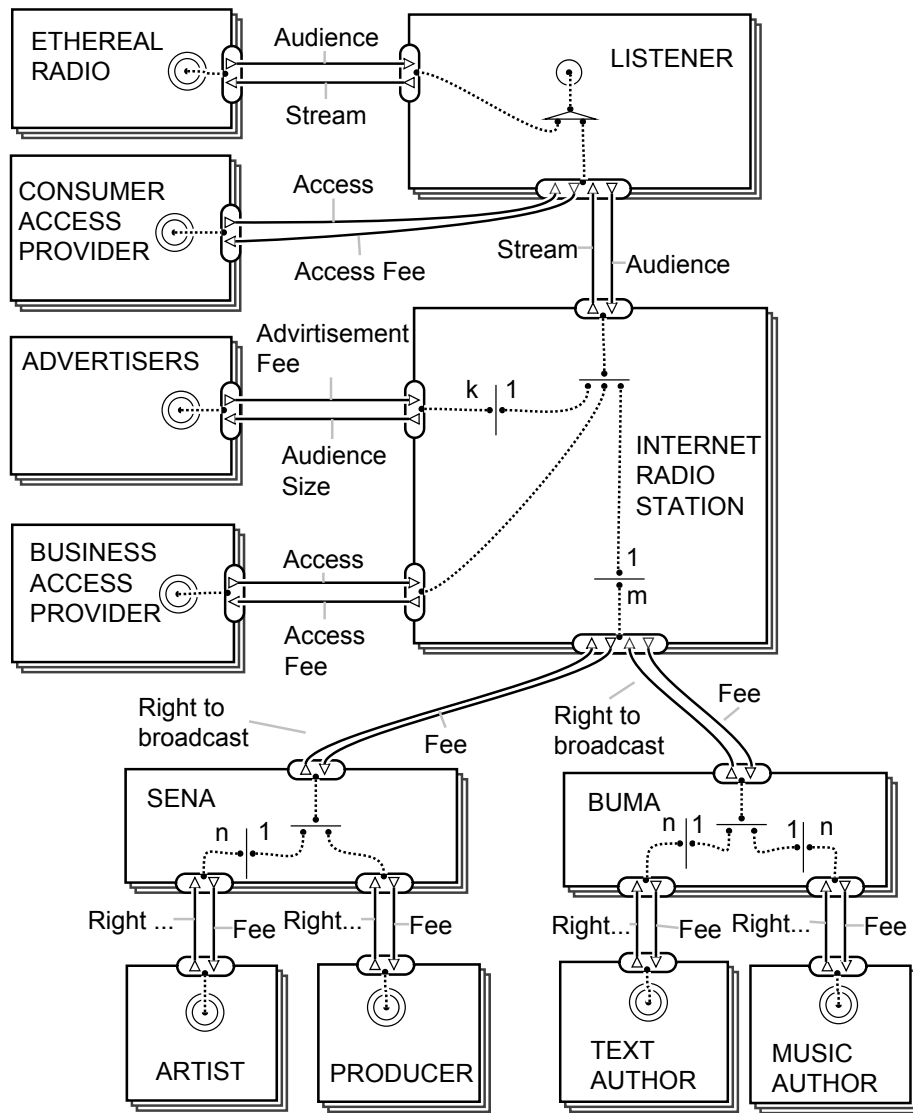 ETHEREAL
RADIO
Audience
Stream
LISTENER
CONSUMER
ACCESS
PROVIDER
Access
Access Fee
Stream
Audience
ADVERTISERS
Advirtisement
Fee
Audience
Size
k 1
INTERNET
RADIO
STATION
BUSINESS
ACCESS
PROVIDER
Access
Access
Fee
1
m
Right to
broadcast
Fee
Right to
broadcast
Fee
SENA
n 1
BUMA
n 1
1 n
Right ...
Fee
Right...
Fee
Right...
Fee
Right...
Fee
ARTIST
PRODUCER
TEXT
AUTHOR
MUSIC
AUTHOR